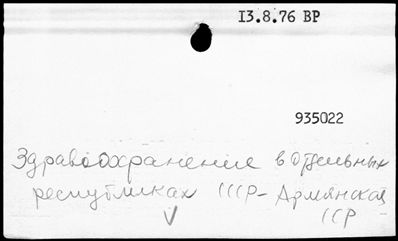 13.8.76 BP
935022
Здравоохранение в отдельных
республиках СССР - Армянская
ССР